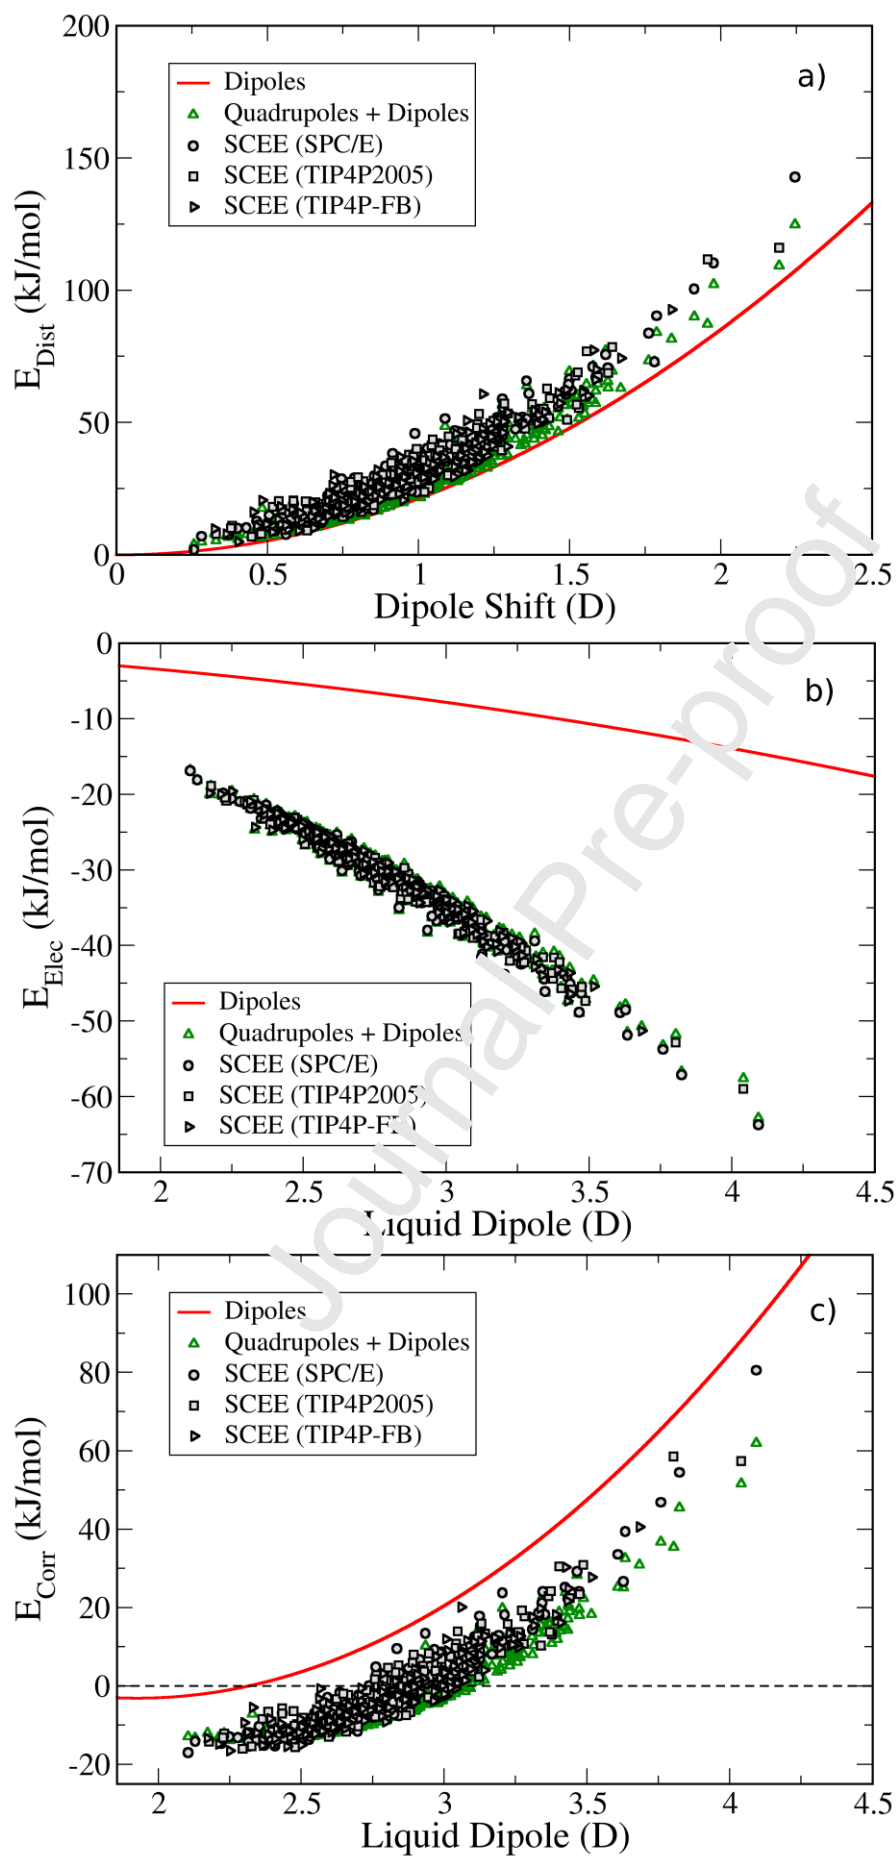 200
150
100
50
0
E_Dist (kJ/mol)
a)
Dipoles
Quadrupoles + Dipoles
SCEE (SPC/E)
SCEE (TIP4P2005)
SCEE (TIP4P-FB)
0 0.5 1 1.5 2 2.5
Dipole Shift (D)
0
-10
-20
-30
-40
-50
-60
-70
E_Elec (kJ/mol)
b)
Dipoles
Quadrupoles + Dipoles
SCEE (SPC/E)
SCEE (TIP4P2005)
SCEE (TIP4P-FB)
2 2.5 3 3.5 4 4.5
Liquid Dipole (D)
100
80
60
40
20
0
-20
E_Corr (kJ/mol)
c)
Dipoles
Quadrupoles + Dipoles
SCEE (SPC/E)
SCEE (TIP4P2005)
SCEE (TIP4P-FB)
2 2.5 3 3.5 4 4.5
Liquid Dipole (D)
Journal Pre-proof